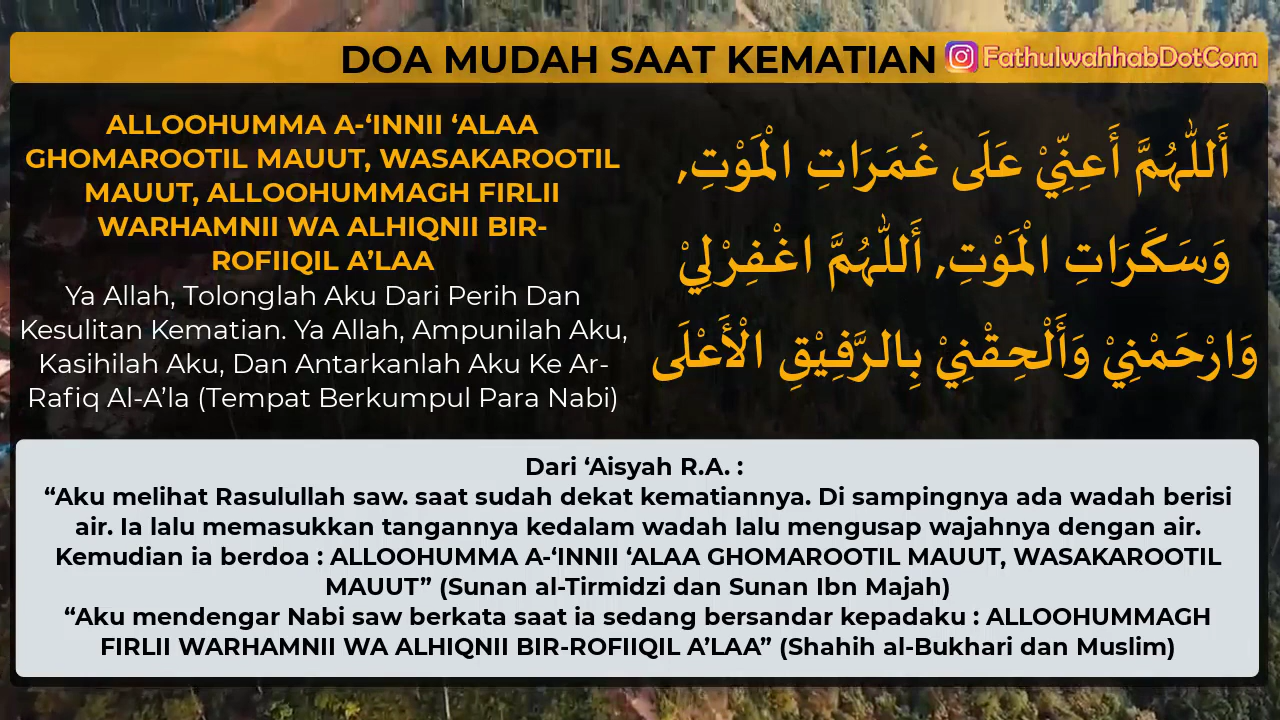 DOA MUDAH SAAT KEMATIAN
FathulwahhabDotCom
ALLOOHUMMA A-‘INNII ‘ALAA
GHOMAROOTIL MAUUT, WASAKAROOTIL
MAUUT, ALLOOHUMMAGH FIRLII
WARHAMNII WA ALHIQNII BIR-
ROFIIQIL A’LAA
Ya Allah, Tolonglah Aku Dari Perih Dan
Kesulitan Kematian. Ya Allah, Ampunilah Aku,
Kasihilah Aku, Dan Antarkanlah Aku Ke Ar-
Rafiq Al-A’la (Tempat Berkumpul Para Nabi)
أَللّٰهُمَّ أَعِنِّيْ عَلَى غَمَرَاتِ الْمَوْتِ,
وَسَكَرَاتِ الْمَوْتِ, أَللّٰهُمَّ اغْفِرْلِيْ
وَارْحَمْنِيْ وَأَلْحِقْنِيْ بِالرَّفِيْقِ الْأَعْلَى
Dari ‘Aisyah R.A. :
“Aku melihat Rasulullah saw. saat sudah dekat kematiannya. Di sampingnya ada wadah berisi
air. Ia lalu memasukkan tangannya kedalam wadah lalu mengusap wajahnya dengan air.
Kemudian ia berdoa : ALLOOHUMMA A-‘INNII ‘ALAA GHOMAROOTIL MAUUT, WASAKAROOTIL
MAUUT” (Sunan al-Tirmidzi dan Sunan Ibn Majah)
“Aku mendengar Nabi saw berkata saat ia sedang bersandar kepadaku : ALLOOHUMMAGH
FIRLII WARHAMNII WA ALHIQNII BIR-ROFIIQIL A’LAA” (Shahih al-Bukhari dan Muslim)